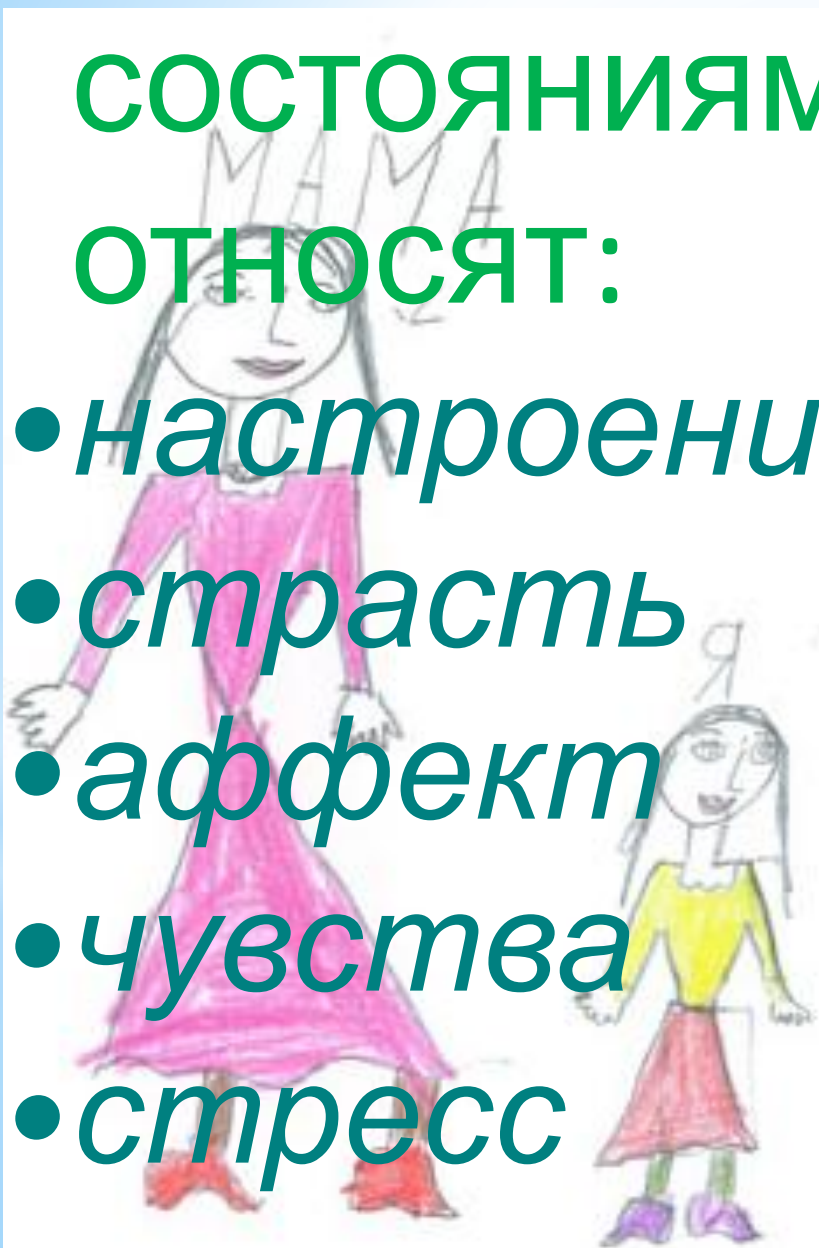 состояниям
МАМА
относят:
•настроени
•страсть
Я
•аффект
•чувства
•стресс